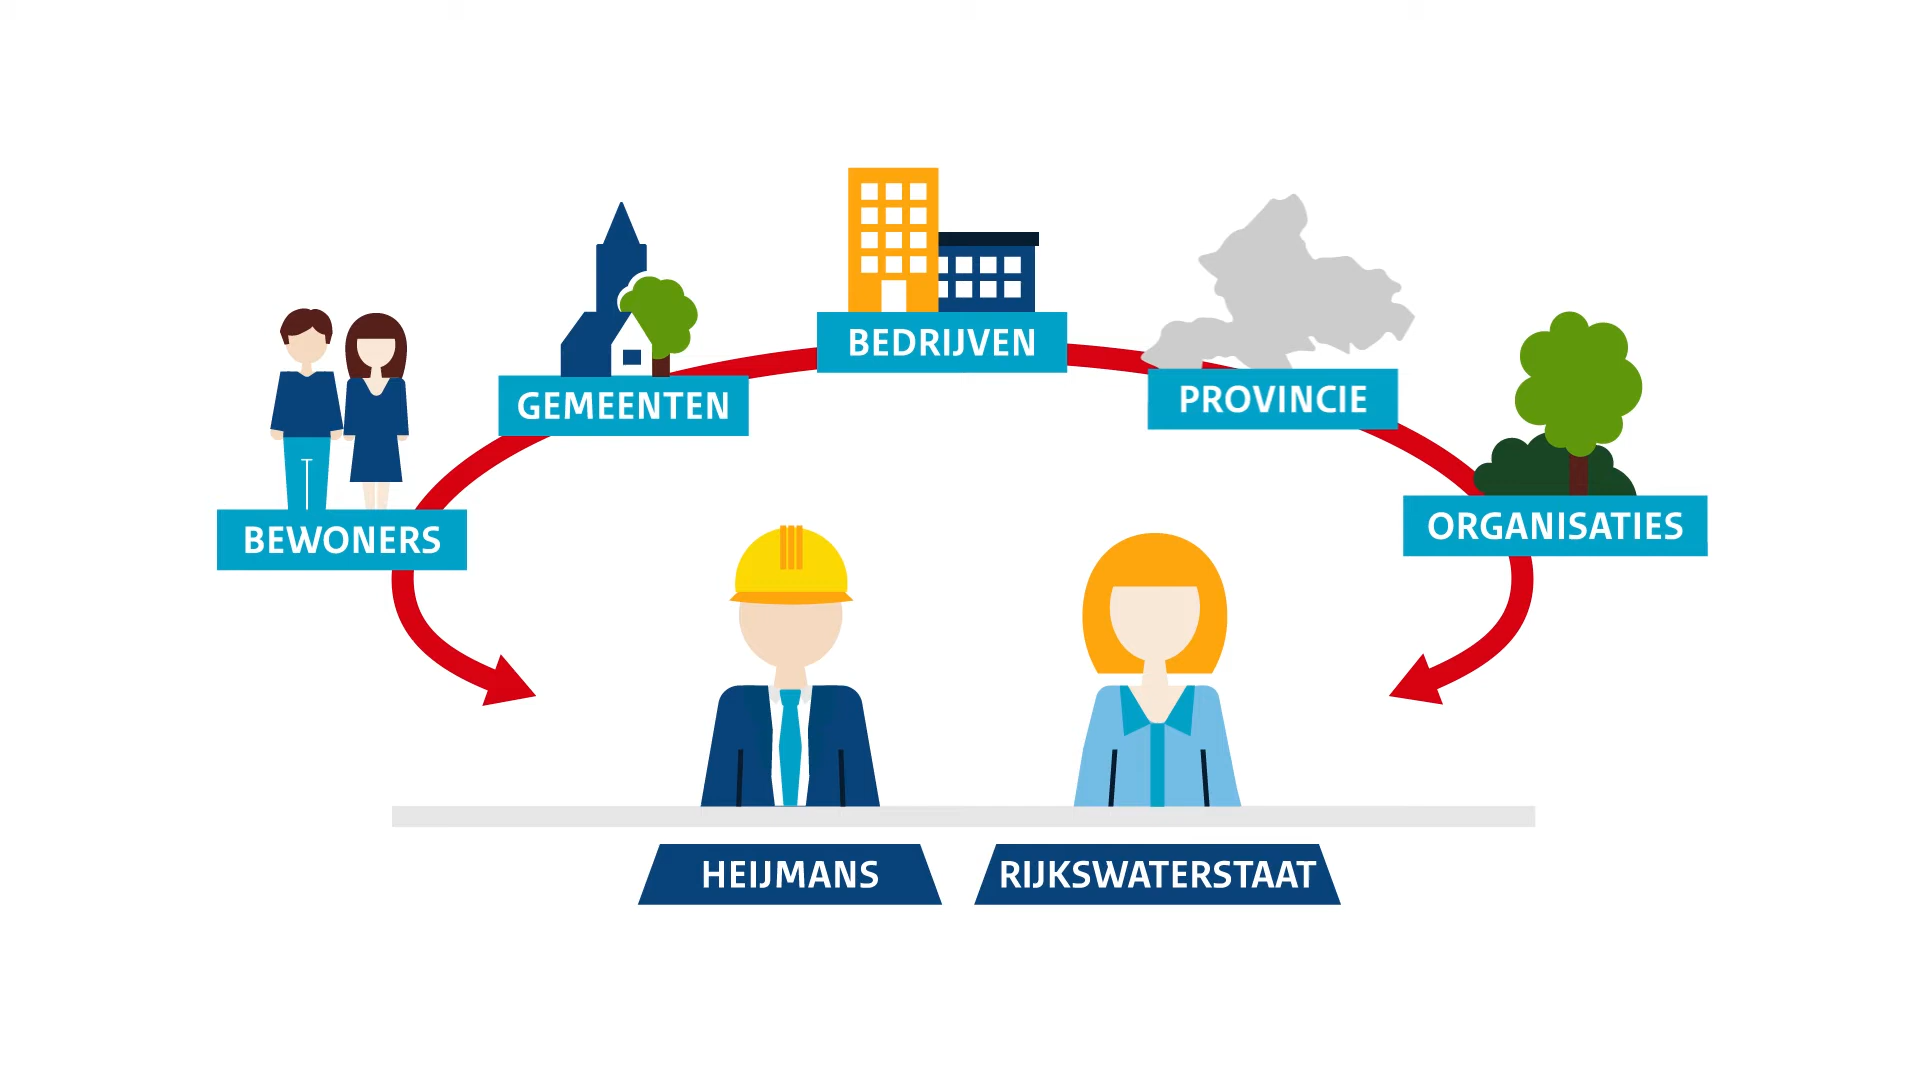 BEDRIJVEN
GEMEENTEN
PROVINCIE
BEWONERS
ORGANISATIES
HEIJMANS
RIJKSWATERSTAAT